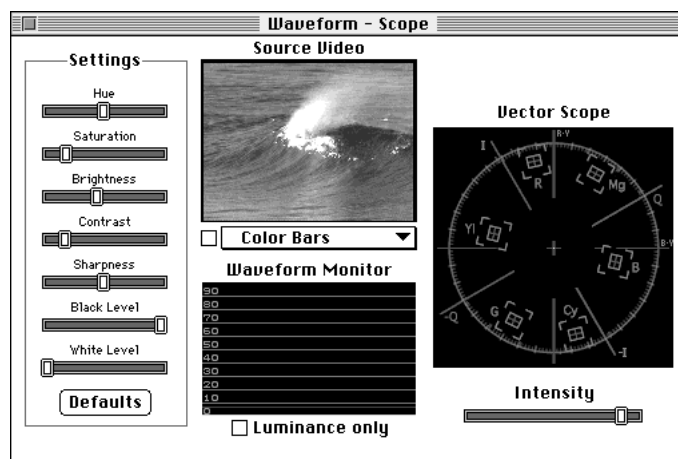 Waveform - Scope
Settings
Hue
Saturation
Brightness
Contrast
Sharpness
Black Level
White Level
Defaults
Source Video
Color Bars
Waveform Monitor
90
80
70
60
50
40
30
20
10
0
Luminance only
Vector Scope
R-Y
I
R
Mg
Q
Yl
B-Y
B
-Q
G
Cy
-I
Intensity